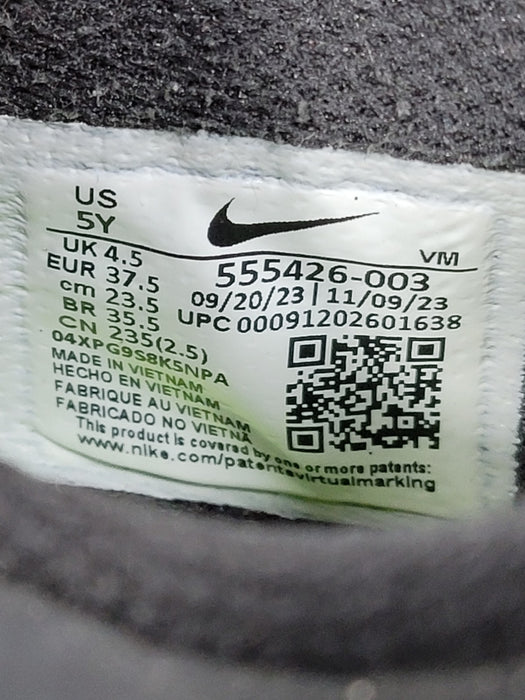 US
5Y
VM
UK 4.5
EUR 37.5
cm 23.5
BR 35.5
CN 235(2.5)
555426-003
09/20/23 | 11/09/23
UPC 00091202601638
04XPG9S8K5NPA
MADE IN VIETNAM
HECHO EN VIETNAM
FABRIQUE AU VIETNAM
FABRICADO NO VIETNÃ
This product is covered by one or more patents:
www.nike.com/patentsvirtualmarking